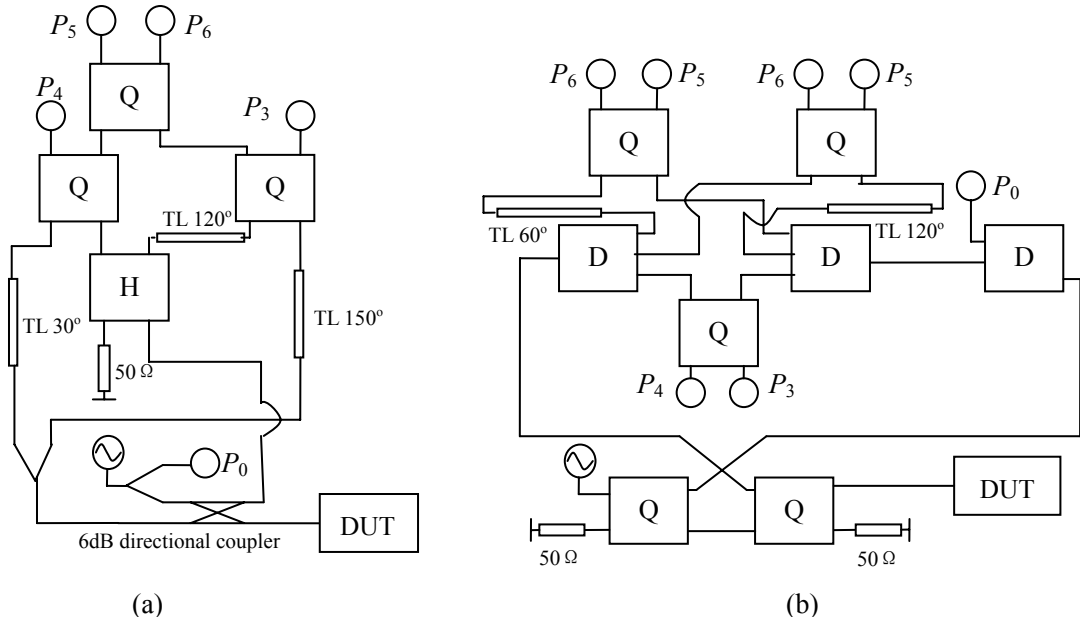 P5
P6
Q
P4
P3
Q
Q
TL 120º
H
TL 30º
TL 150º
50 Ω
P0
DUT
6dB directional coupler
(a)
P6
P5
P6
P5
Q
Q
P0
TL 60º
TL 120º
D
D
D
Q
P4
P3
Q
Q
DUT
50 Ω
50 Ω
(b)